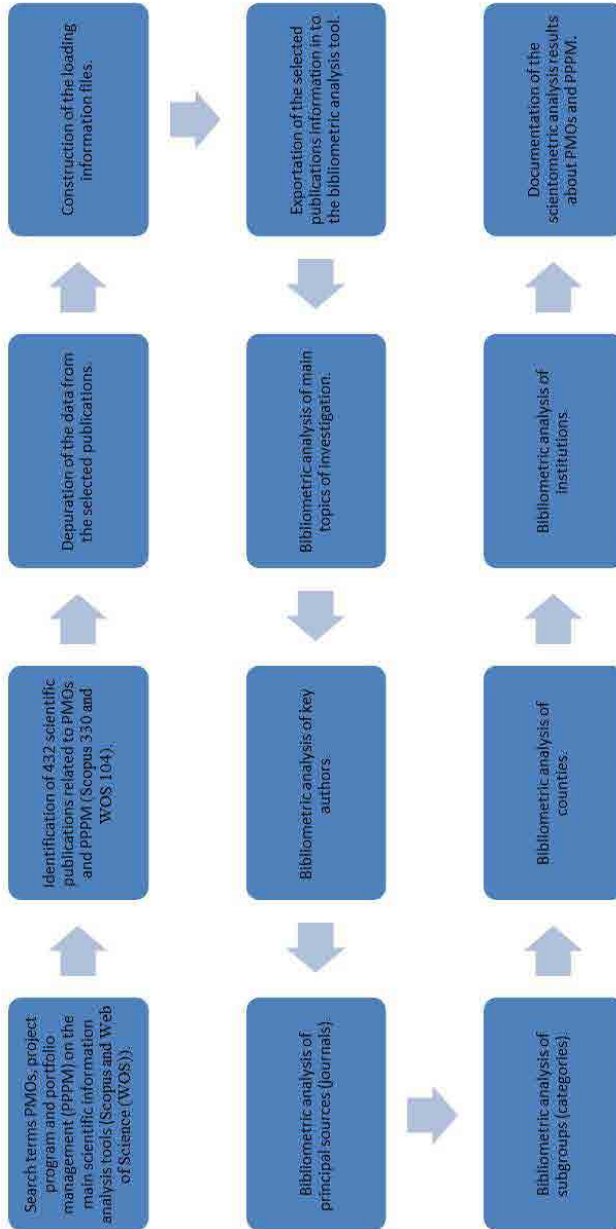 Search terms PMOs, project
program and portfolio
management (PPPM) on the
main scientific information
analysis tools (Scopus and Web
of Science (WOS)).
Identification of 432 scientific
publications related to PMOs
and PPPM (Scopus 330 and
WOS 104).
Depuration of the data from
the selected publications.
Construction of the loading
information files.
Exportation of the selected
publications information in to
the bibliometric analysis tool.
Bibliometric analysis of main
topics of investigation.
Bibliometric analysis of key
authors.
Bibliometric analysis of
principal sources (Journals).
Bibliometric analysis of
subgroups (categories).
Bibliometric analysis of
counties.
Bibliometric analysis of
institutions.
Documentation of the
scientometric analysis results
about PMOs and PPPM.